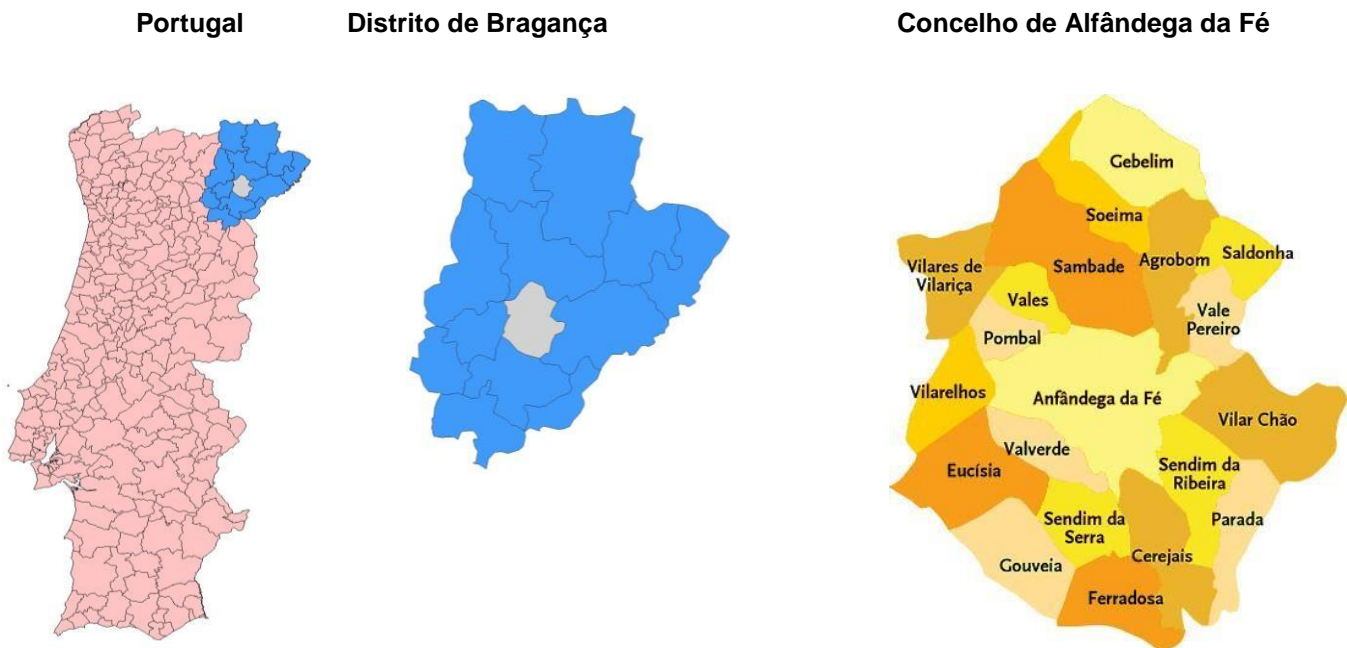 Portugal
Distrito de Bragança
Concelho de Alfândega da Fé
Gebelim
Soeima
Saldonha
Agrobom
Sambade
Vilares de
Vilariça
Vales
Vale
Pereiro
Pombal
Vilarelhos
Anfândega da Fé
Vilar Chão
Valverde
Eucísia
Sendim da
Ribeira
Sendim da
Serra
Parada
Cerejais
Gouveia
Ferradosa